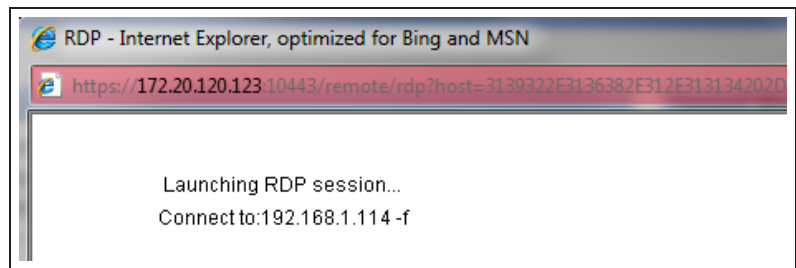 RDP - Internet Explorer, optimized for Bing and MSN
https://172.20.120.123:10443/remote/rdp?host=3139322E3136382E312E313134202D
Launching RDP session...
Connect to:192.168.1.114 -f